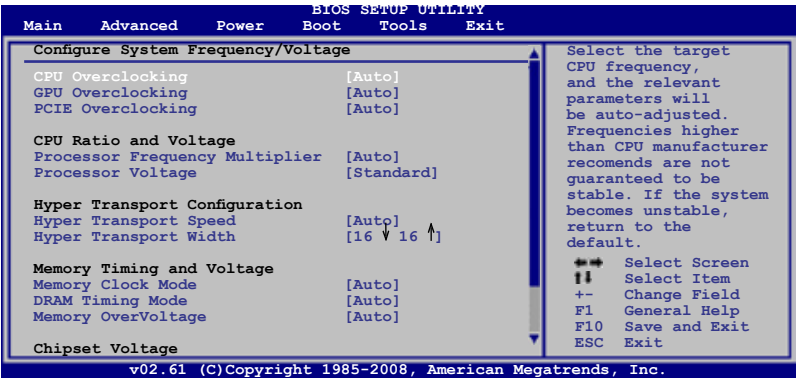 BIOS SETUP UTILITY
Main Advanced Power Boot Tools Exit
Configure System Frequency/Voltage
CPU Overclocking [Auto]
GPU Overclocking [Auto]
PCIE Overclocking [Auto]
CPU Ratio and Voltage
Processor Frequency Multiplier [Auto]
Processor Voltage [Standard]
Hyper Transport Configuration
Hyper Transport Speed [Auto]
Hyper Transport Width [16 ↓ 16 ↑]
Memory Timing and Voltage
Memory Clock Mode [Auto]
DRAM Timing Mode [Auto]
Memory OverVoltage [Auto]
Chipset Voltage
Select the target
CPU frequency,
and the relevant
parameters will
be auto-adjusted.
Frequencies higher
than CPU manufacturer
recomends are not
guaranteed to be
stable. If the system
becomes unstable,
return to the
default.
←→ Select Screen
↑↓ Select Item
+- Change Field
F1 General Help
F10 Save and Exit
ESC Exit
v02.61 (C)Copyright 1985-2008, American Megatrends, Inc.